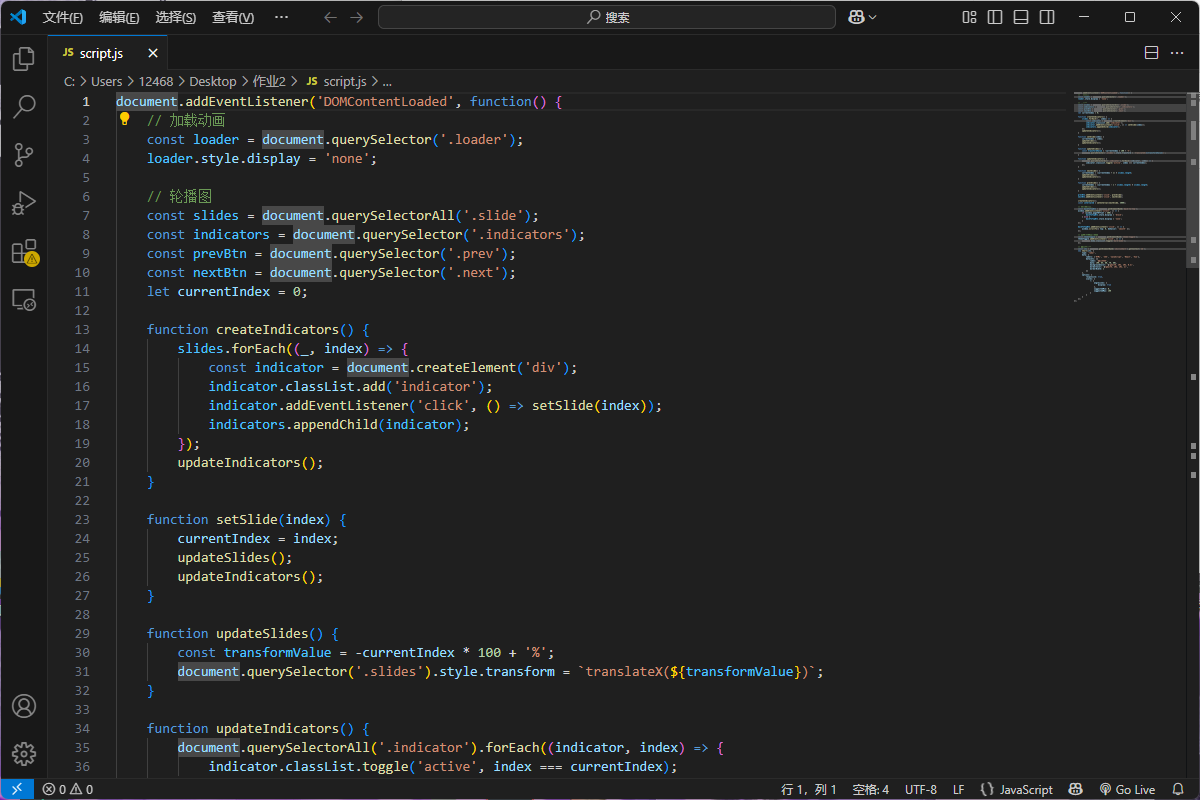 文件(F) 编辑(E) 选择(S) 查看(V) ··· 搜索
JS script.js
C: > Users > 12468 > Desktop > 作业2 > JS script.js > ...
1 document.addEventListener('DOMContentLoaded', function() {
2 // 加载动画
3 const loader = document.querySelector('.loader');
4 loader.style.display = 'none';
5
6 // 轮播图
7 const slides = document.querySelectorAll('.slide');
8 const indicators = document.querySelector('.indicators');
9 const prevBtn = document.querySelector('.prev');
10 const nextBtn = document.querySelector('.next');
11 let currentIndex = 0;
12
13 function createIndicators() {
14 slides.forEach((_, index) => {
15 const indicator = document.createElement('div');
16 indicator.classList.add('indicator');
17 indicator.addEventListener('click', () => setSlide(index));
18 indicators.appendChild(indicator);
19 });
20 updateIndicators();
21 }
22
23 function setSlide(index) {
24 currentIndex = index;
25 updateSlides();
26 updateIndicators();
27 }
28
29 function updateSlides() {
30 const transformValue = -currentIndex * 100 + '%';
31 document.querySelector('.slides').style.transform = `translateX(${transformValue})`;
32 }
33
34 function updateIndicators() {
35 document.querySelectorAll('.indicator').forEach((indicator, index) => {
36 indicator.classList.toggle('active', index === currentIndex);
0 0 行 1，列 1 空格: 4 UTF-8 LF {} JavaScript Go Live